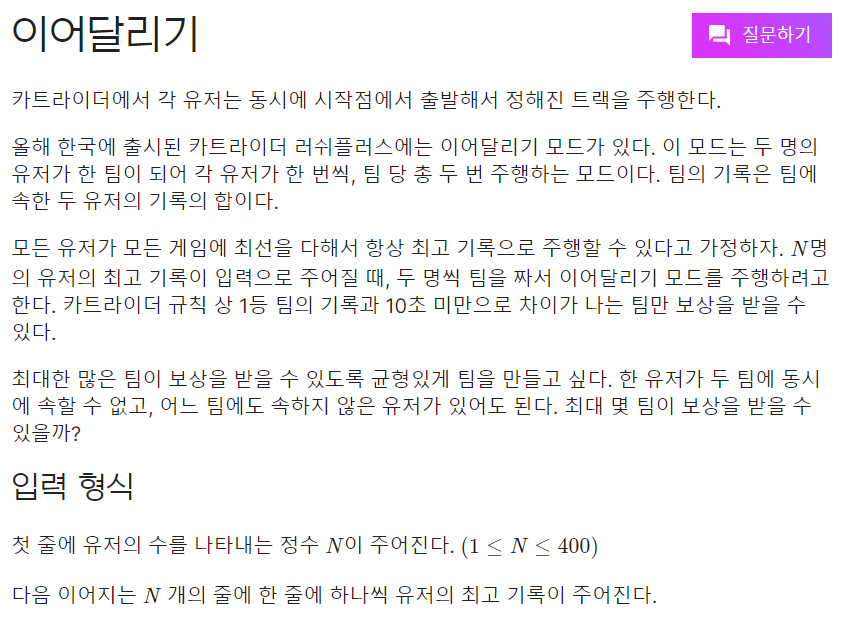 이어달리기
질문하기
카트라이더에서 각 유저는 동시에 시작점에서 출발해서 정해진 트랙을 주행한다.
올해 한국에 출시된 카트라이더 러쉬플러스에는 이어달리기 모드가 있다. 이 모드는 두 명의
유저가 한 팀이 되어 각 유저가 한 번씩, 팀 당 총 두 번 주행하는 모드이다. 팀의 기록은 팀에
속한 두 유저의 기록의 합이다.
모든 유저가 모든 게임에 최선을 다해서 항상 최고 기록으로 주행할 수 있다고 가정하자. N명
의 유저의 최고 기록이 입력으로 주어질 때, 두 명씩 팀을 짜서 이어달리기 모드를 주행하려고
한다. 카트라이더 규칙 상 1등 팀의 기록과 10초 미만으로 차이가 나는 팀만 보상을 받을 수
있다.
최대한 많은 팀이 보상을 받을 수 있도록 균형있게 팀을 만들고 싶다. 한 유저가 두 팀에 동시
에 속할 수 없고, 어느 팀에도 속하지 않은 유저가 있어도 된다. 최대 몇 팀이 보상을 받을 수
있을까?
입력 형식
첫 줄에 유저의 수를 나타내는 정수 N이 주어진다. (1 ≤ N ≤ 400)
다음 이어지는 N 개의 줄에 한 줄에 하나씩 유저의 최고 기록이 주어진다.